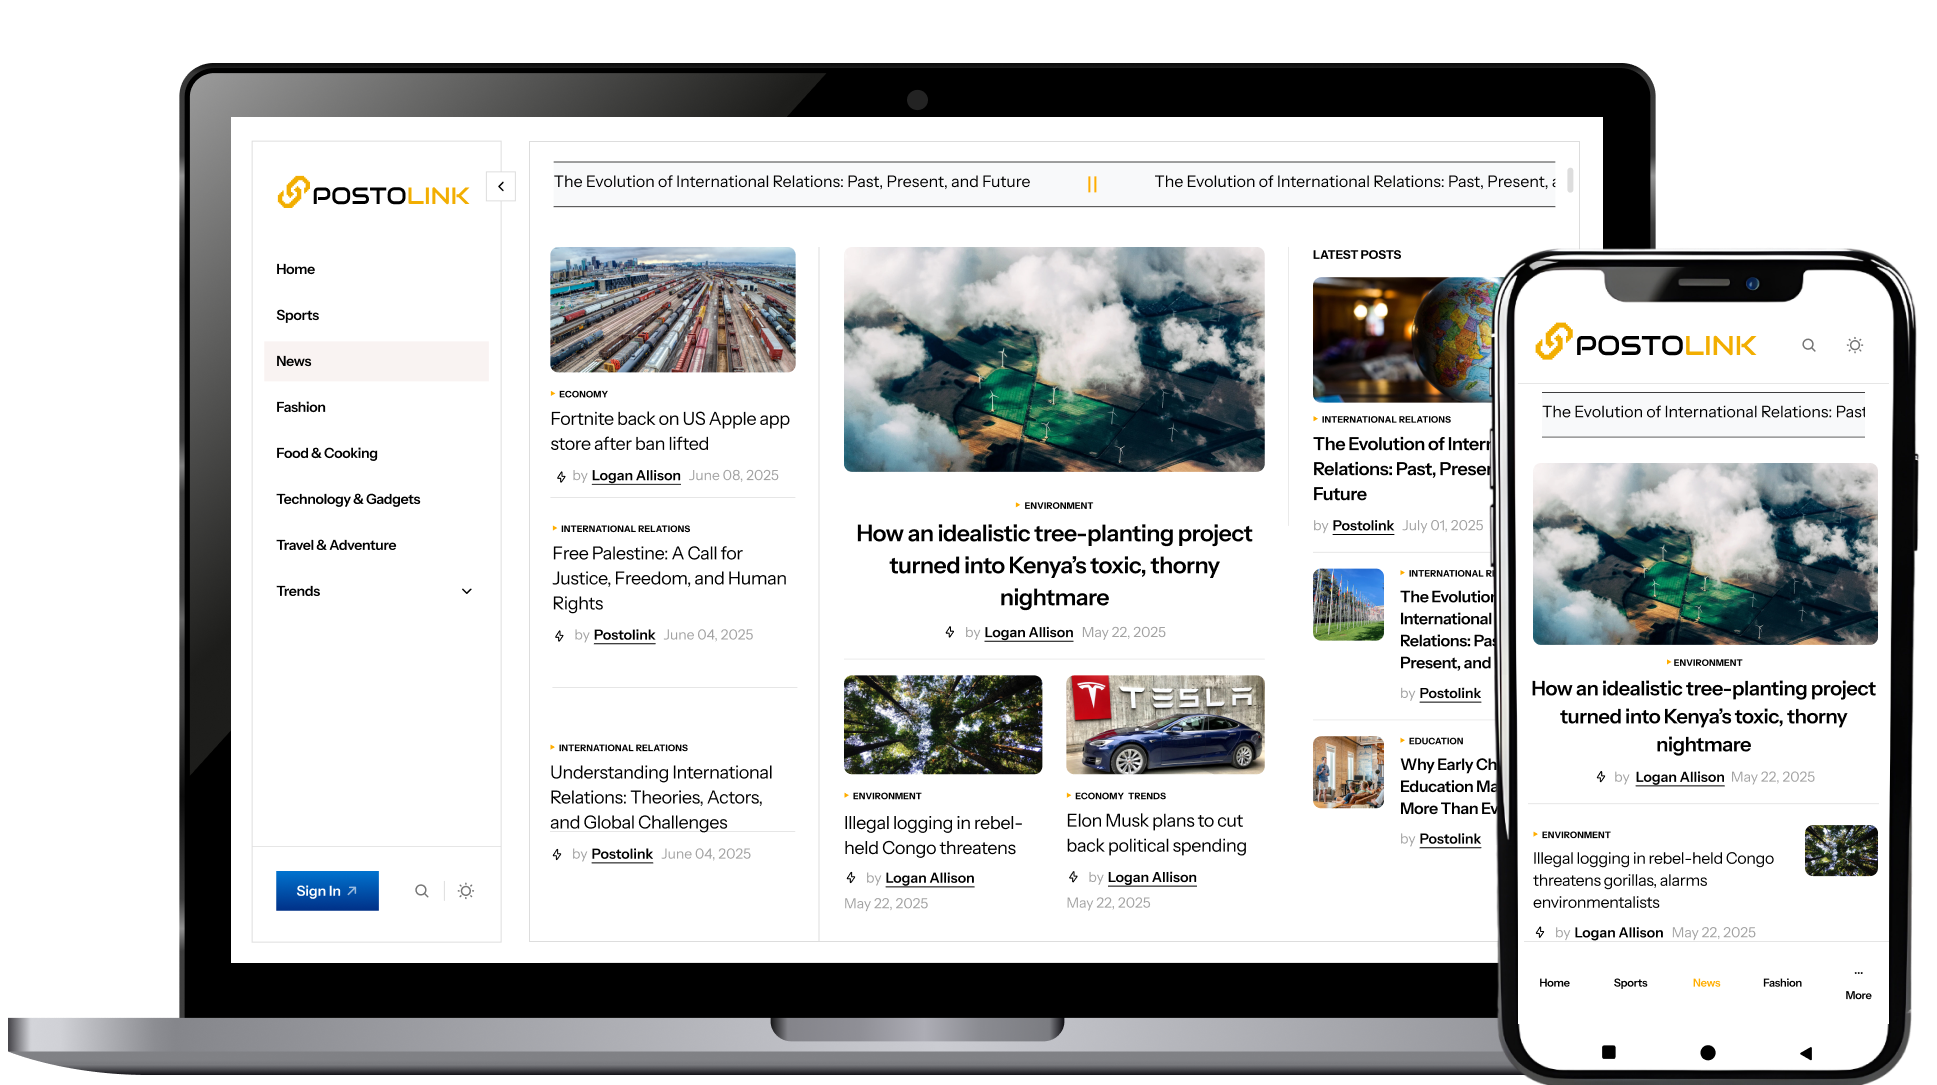 POSTOLINK
Home
Sports
News
Fashion
Food & Cooking
Technology & Gadgets
Travel & Adventure
Trends
Sign In
The Evolution of International Relations: Past, Present, and Future
The Evolution of International Relations: Past, Present, a
ECONOMY
Fortnite back on US Apple app
store after ban lifted
by Logan Allison June 08, 2025
INTERNATIONAL RELATIONS
Free Palestine: A Call for
Justice, Freedom, and Human
Rights
by Postolink June 04, 2025
INTERNATIONAL RELATIONS
Understanding International
Relations: Theories, Actors,
and Global Challenges
by Postolink June 04, 2025
ENVIRONMENT
How an idealistic tree-planting project
turned into Kenya’s toxic, thorny
nightmare
by Logan Allison May 22, 2025
ENVIRONMENT
Illegal logging in rebel-
held Congo threatens
by Logan Allison
May 22, 2025
TESLA
ECONOMY TRENDS
Elon Musk plans to cut
back political spending
by Logan Allison
May 22, 2025
LATEST POSTS
INTERNATIONAL RELATIONS
The Evolution of Intern
Relations: Past, Presen
Future
by Postolink July 01, 2025
INTERNATIONAL RE
The Evolution
International
Relations: Pas
Present, and
by Postolink
EDUCATION
Why Early Ch
Education Ma
More Than Ev
by Postolink
POSTOLINK
The Evolution of International Relations: Past
ENVIRONMENT
How an idealistic tree-planting project
turned into Kenya’s toxic, thorny
nightmare
by Logan Allison May 22, 2025
ENVIRONMENT
Illegal logging in rebel-held Congo
threatens gorillas, alarms
environmentalists
by Logan Allison May 22, 2025
Home Sports News Fashion ... More